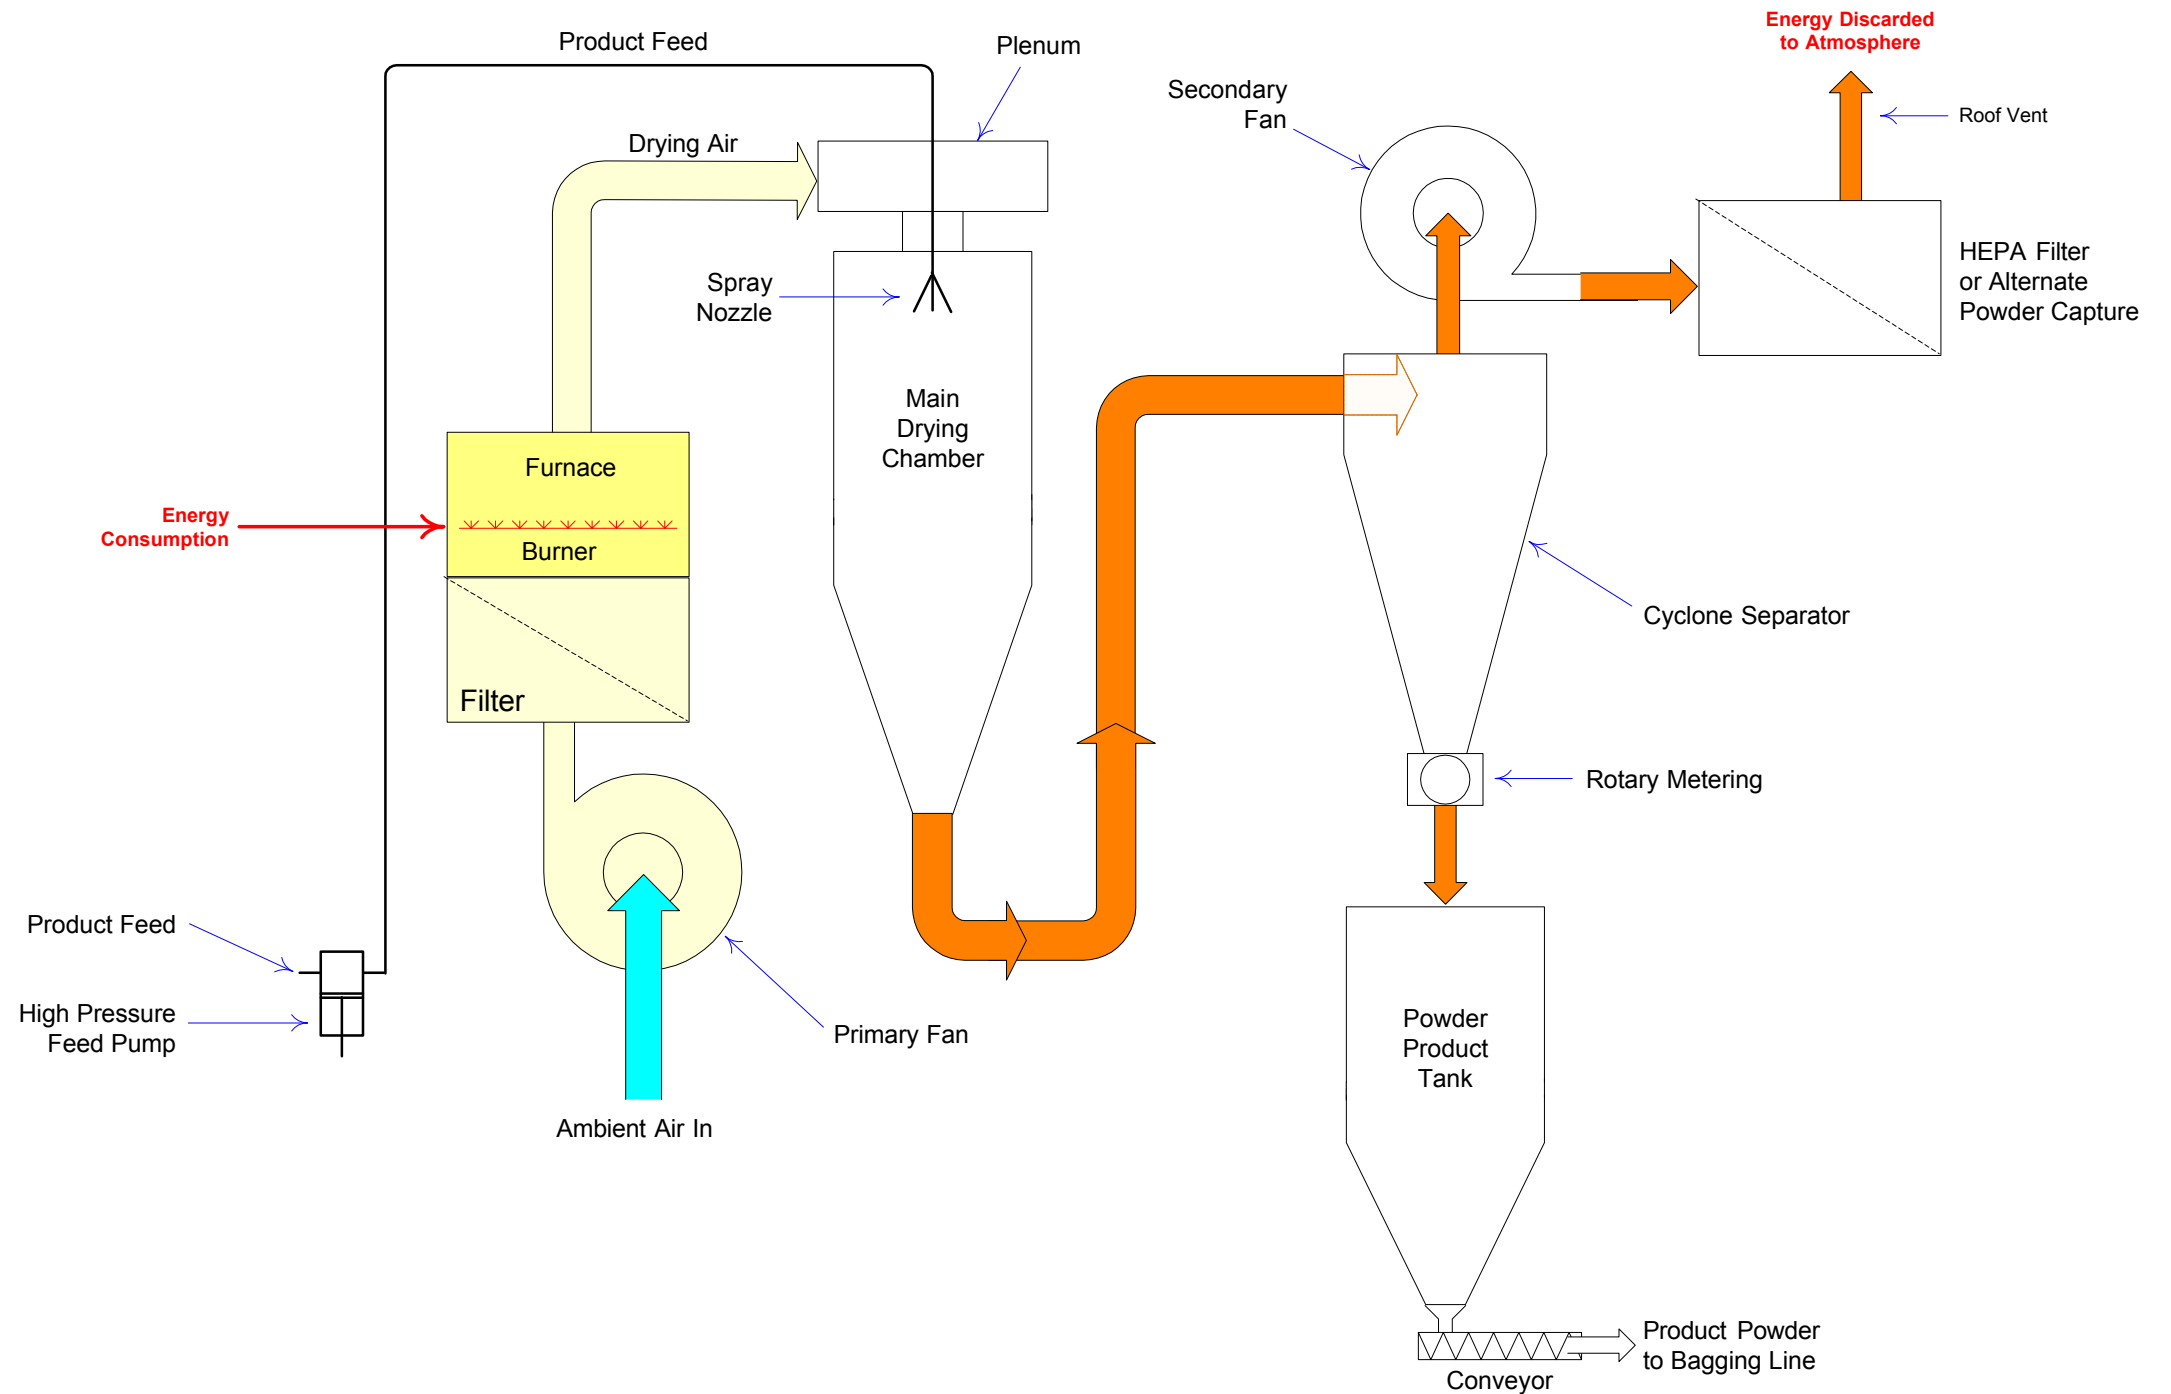 Energy Discarded
to Atmosphere
Product Feed
Plenum
Secondary
Fan
Roof Vent
Drying Air
HEPA Filter
or Alternate
Powder Capture
Spray
Nozzle
Main
Drying
Chamber
Furnace
Energy
Consumption
Burner
Cyclone Separator
Filter
Rotary Metering
Product Feed
High Pressure
Feed Pump
Primary Fan
Powder
Product
Tank
Ambient Air In
Product Powder
to Bagging Line
Conveyor